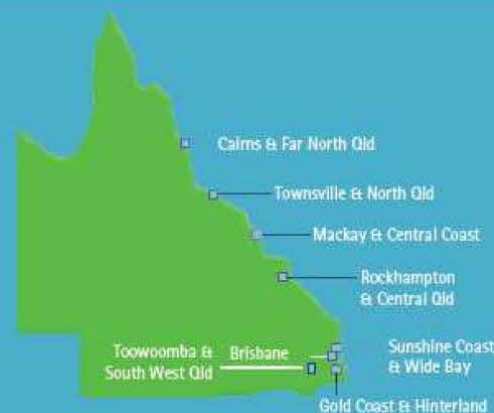 Cairns & Far North Qld
Townsville & North Qld
Mackay & Central Coast
Rockhampton
& Central Qld
Sunshine Coast
& Wide Bay
Brisbane
Toowoomba &
South West Qld
Gold Coast & Hinterland